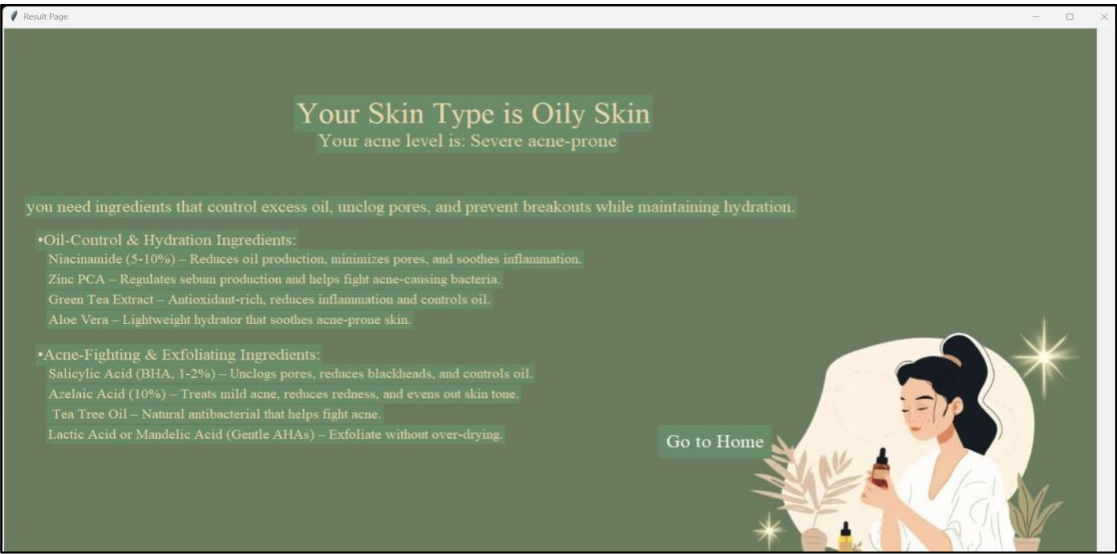 Result Page
Your Skin Type is Oily Skin
Your acne level is: Severe acne-prone
you need ingredients that control excess oil, unclog pores, and prevent breakouts while maintaining hydration.
•Oil-Control & Hydration Ingredients:
Niacinamide (5-10%) – Reduces oil production, minimizes pores, and soothes inflammation.
Zinc PCA – Regulates sebum production and helps fight acne-causing bacteria.
Green Tea Extract – Antioxidant-rich, reduces inflammation and controls oil.
Aloe Vera – Lightweight hydrator that soothes acne-prone skin.
•Acne-Fighting & Exfoliating Ingredients:
Salicylic Acid (BHA, 1-2%) – Unclogs pores, reduces blackheads, and controls oil.
Azelaic Acid (10%) – Treats mild acne, reduces redness, and evens out skin tone.
Tea Tree Oil – Natural antibacterial that helps fight acne.
Lactic Acid or Mandelic Acid (Gentle AHAs) – Exfoliate without over-drying.
Go to Home